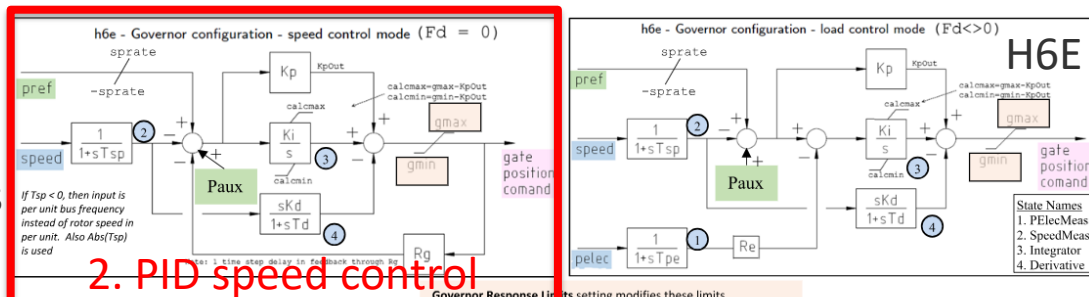 h6e - Governor configuration - speed control mode (Fd = 0)
sprate
-sprate
pref
Kp
KpOut
calcmax=gmax-KpOut
calcmin=gmin-KpOut
calcmax
gmax
+
-
-
+
+
+
-
speed
1
1+sTsp
2
Ki
s
3
calcmin
gmin
gate
position
comand
Paux
If Tsp < 0, then input is
per unit bus frequency
instead of rotor speed in
per unit. Also Abs(Tsp)
is used
sKd
1+sTd
4
Rg
Note: 1 time step delay in feedback through Rg
2. PID speed control
h6e - Governor configuration - load control mode (Fd<>0)
H6E
sprate
-sprate
pref
Kp
KpOut
calcmax=gmax-KpOut
calcmin=gmin-KpOut
calcmax
gmax
+
-
+
+
-
+
+
-
speed
1
1+sTsp
2
Ki
s
3
calcmin
gmin
gate
position
comand
Paux
sKd
1+sTd
4
pelec
1
1+sTpe
1
Re
State Names
1. PElecMeas
2. SpeedMeas
3. Integrator
4. Derivative
Governor Response Limits setting modifies these limits